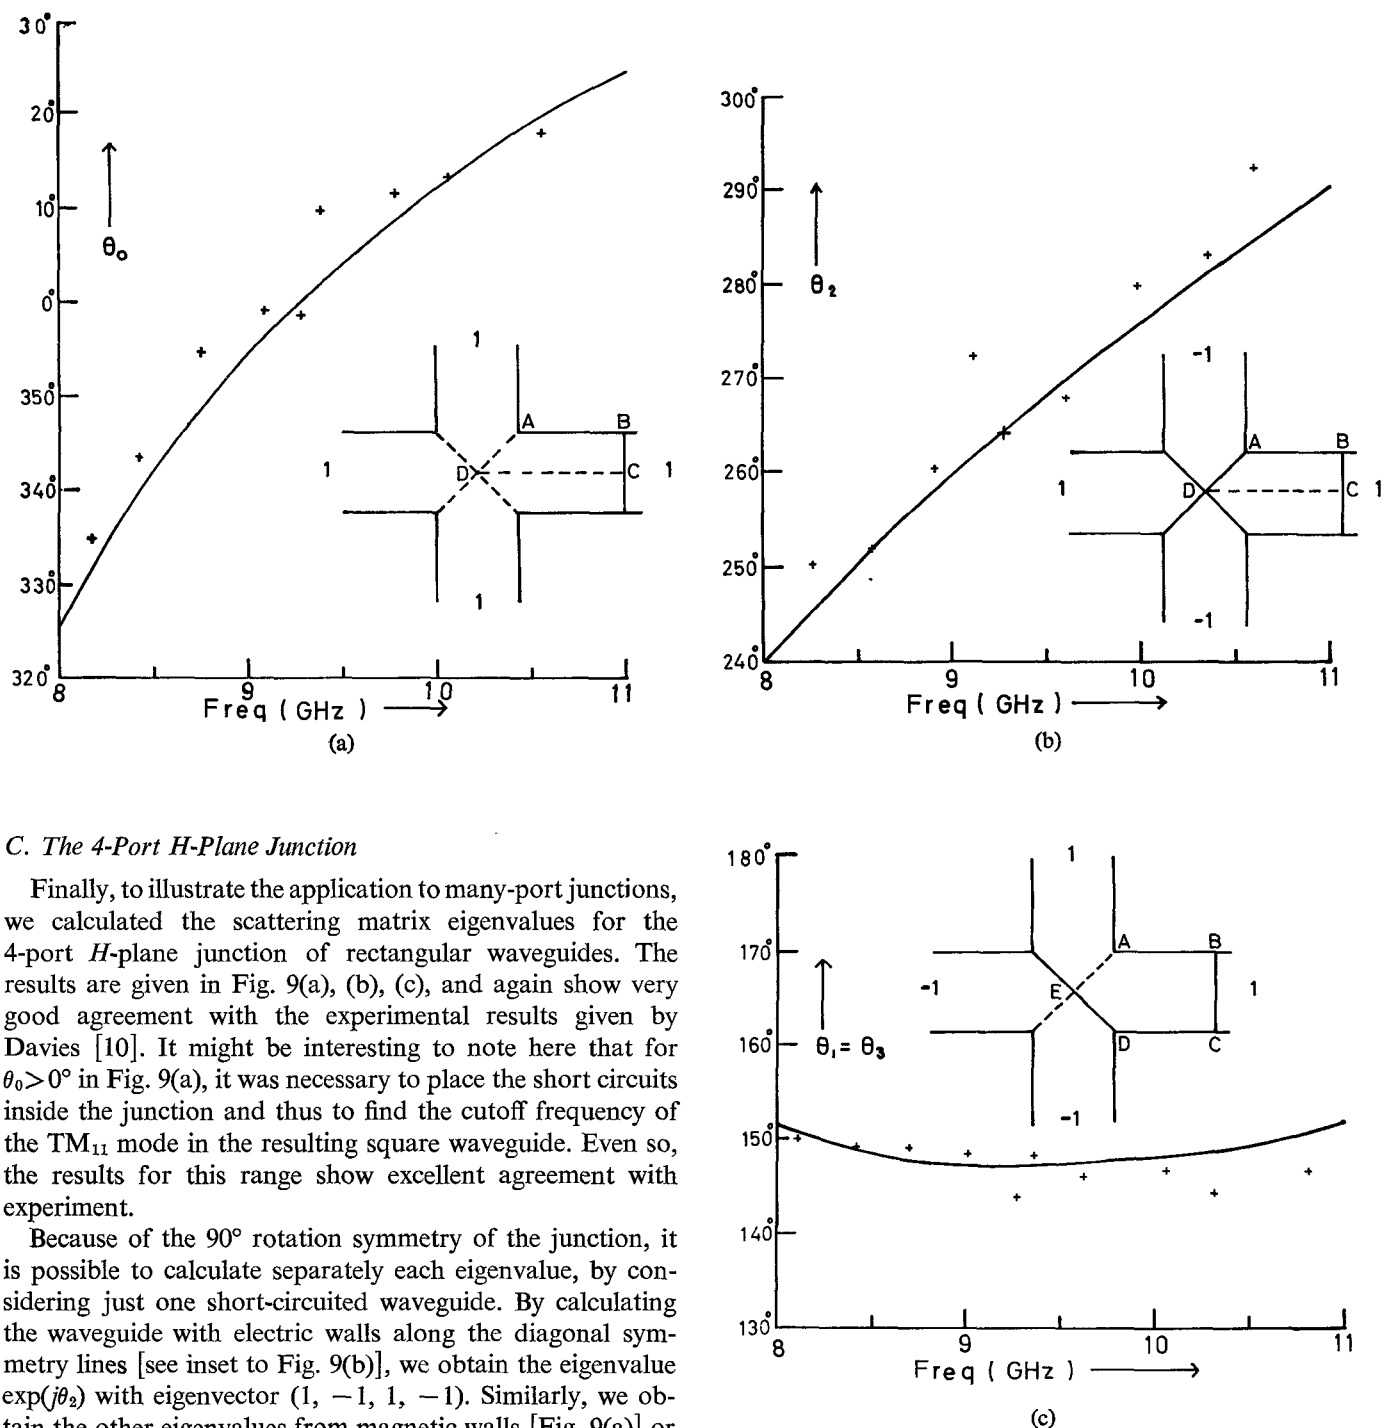 30°
20°
10°
0°
350°
340°
330°
320°
θ₀
1
A
B
1
D
C
1
1
8
9
10
11
Freq ( GHz )
(a)
300°
290°
280°
270°
260°
250°
240°
θ₂
-1
A
B
1
D
C
1
-1
8
9
10
11
Freq ( GHz )
(b)
C. The 4-Port H-Plane Junction
Finally, to illustrate the application to many-port junctions,
we calculated the scattering matrix eigenvalues for the
4-port H-plane junction of rectangular waveguides. The
results are given in Fig. 9(a), (b), (c), and again show very
good agreement with the experimental results given by
Davies [10]. It might be interesting to note here that for
θ₀>0° in Fig. 9(a), it was necessary to place the short circuits
inside the junction and thus to find the cutoff frequency of
the TM₁₁ mode in the resulting square waveguide. Even so,
the results for this range show excellent agreement with
experiment.
Because of the 90° rotation symmetry of the junction, it
is possible to calculate separately each eigenvalue, by con-
sidering just one short-circuited waveguide. By calculating
the waveguide with electric walls along the diagonal sym-
metry lines [see inset to Fig. 9(b)], we obtain the eigenvalue
exp(jθ₂) with eigenvector (1, −1, 1, −1). Similarly, we ob-
tain the other eigenvalues from magnetic walls [Fig. 9(a)] or
180°
170°
160°
150°
140°
130°
θ₁ = θ₃
1
A
B
-1
E
1
D
C
-1
8
9
10
11
Freq ( GHz )
(c)